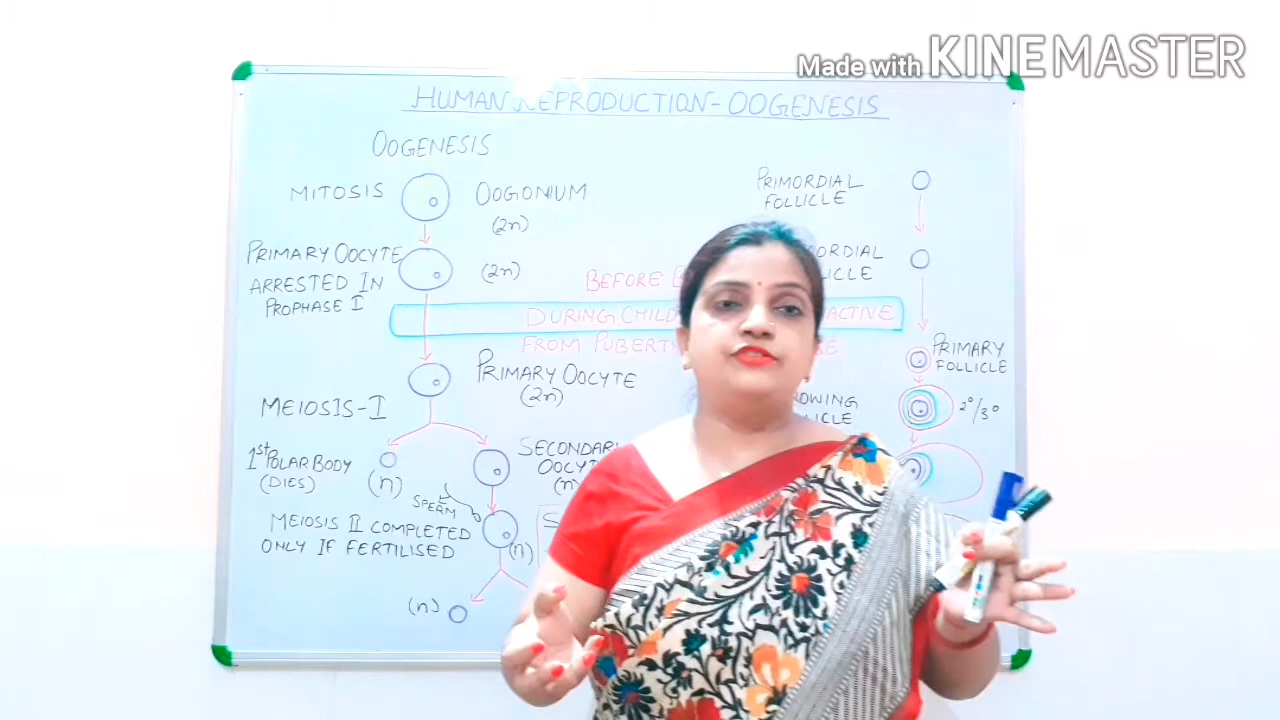 Made with KINEMASTER
HUMAN REPRODUCTION-OOGENESIS
OOGENESIS
MITOSIS
OOGONIUM
(2n)
PRIMARY OOCYTE
ARRESTED IN
PROPHASE I
(2n)
PRIMORDIAL
FOLLICLE
BEFORE
DURING
ACTIVE
FROM PUBERTY
PRIMARY OOCYTE
(2n)
PRIMARY
FOLLICLE
MEIOSIS-I
2°/3°
1st POLAR BODY
(DIES)
(n)
SECONDARY
(n)
SPERM
MEIOSIS II COMPLETED
ONLY IF FERTILISED
(n)
(n)